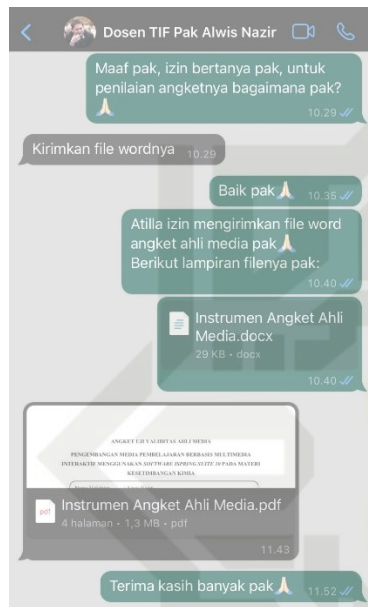 Dosen TIF Pak Alwis Nazir
Maaf pak, izin bertanya pak, untuk
penilaian angketnya bagaimana pak?
🙏🏻
10.29
Kirimkan file wordnya
10.29
Baik pak🙏🏻
10.35
Atilla izin mengirimkan file word
angket ahli media pak🙏🏻
Berikut lampiran filenya pak:
10.40
Instrumen Angket Ahli
Media.docx
29 KB • docx
10.40
ANGKET UJI VALIDITAS AHLI MEDIA
PENGEMBANGAN MEDIA PEMBELAJARAN BERBASIS MULTIMEDIA
INTERAKTIF MENGGUNAKAN SOFTWARE ISPRING SUITE 10 PADA MATERI
KESETIMBANGAN KIMIA
pdf
Instrumen Angket Ahli Media.pdf
4 halaman • 1,3 MB • pdf
11.43
Terima kasih banyak pak🙏🏻
11.52